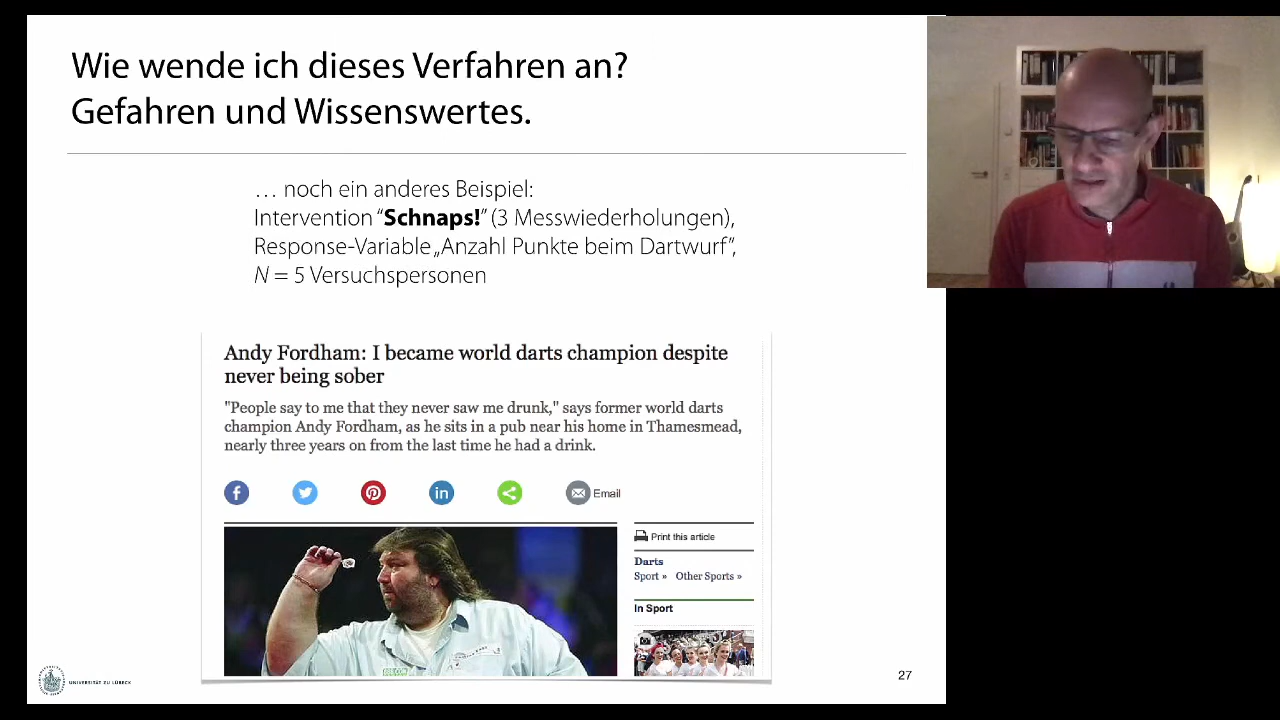 Wie wende ich dieses Verfahren an?
Gefahren und Wissenswertes.
… noch ein anderes Beispiel:
Intervention “Schnaps!” (3 Messwiederholungen),
Response-Variable „Anzahl Punkte beim Dartwurf”,
N = 5 Versuchspersonen
Andy Fordham: I became world darts champion despite
never being sober
"People say to me that they never saw me drunk," says former world darts
champion Andy Fordham, as he sits in a pub near his home in Thamesmead,
nearly three years on from the last time he had a drink.
Email
Print this article
Darts
Sport » Other Sports »
In Sport
UNIVERSITÄT ZU LÜBECK
27